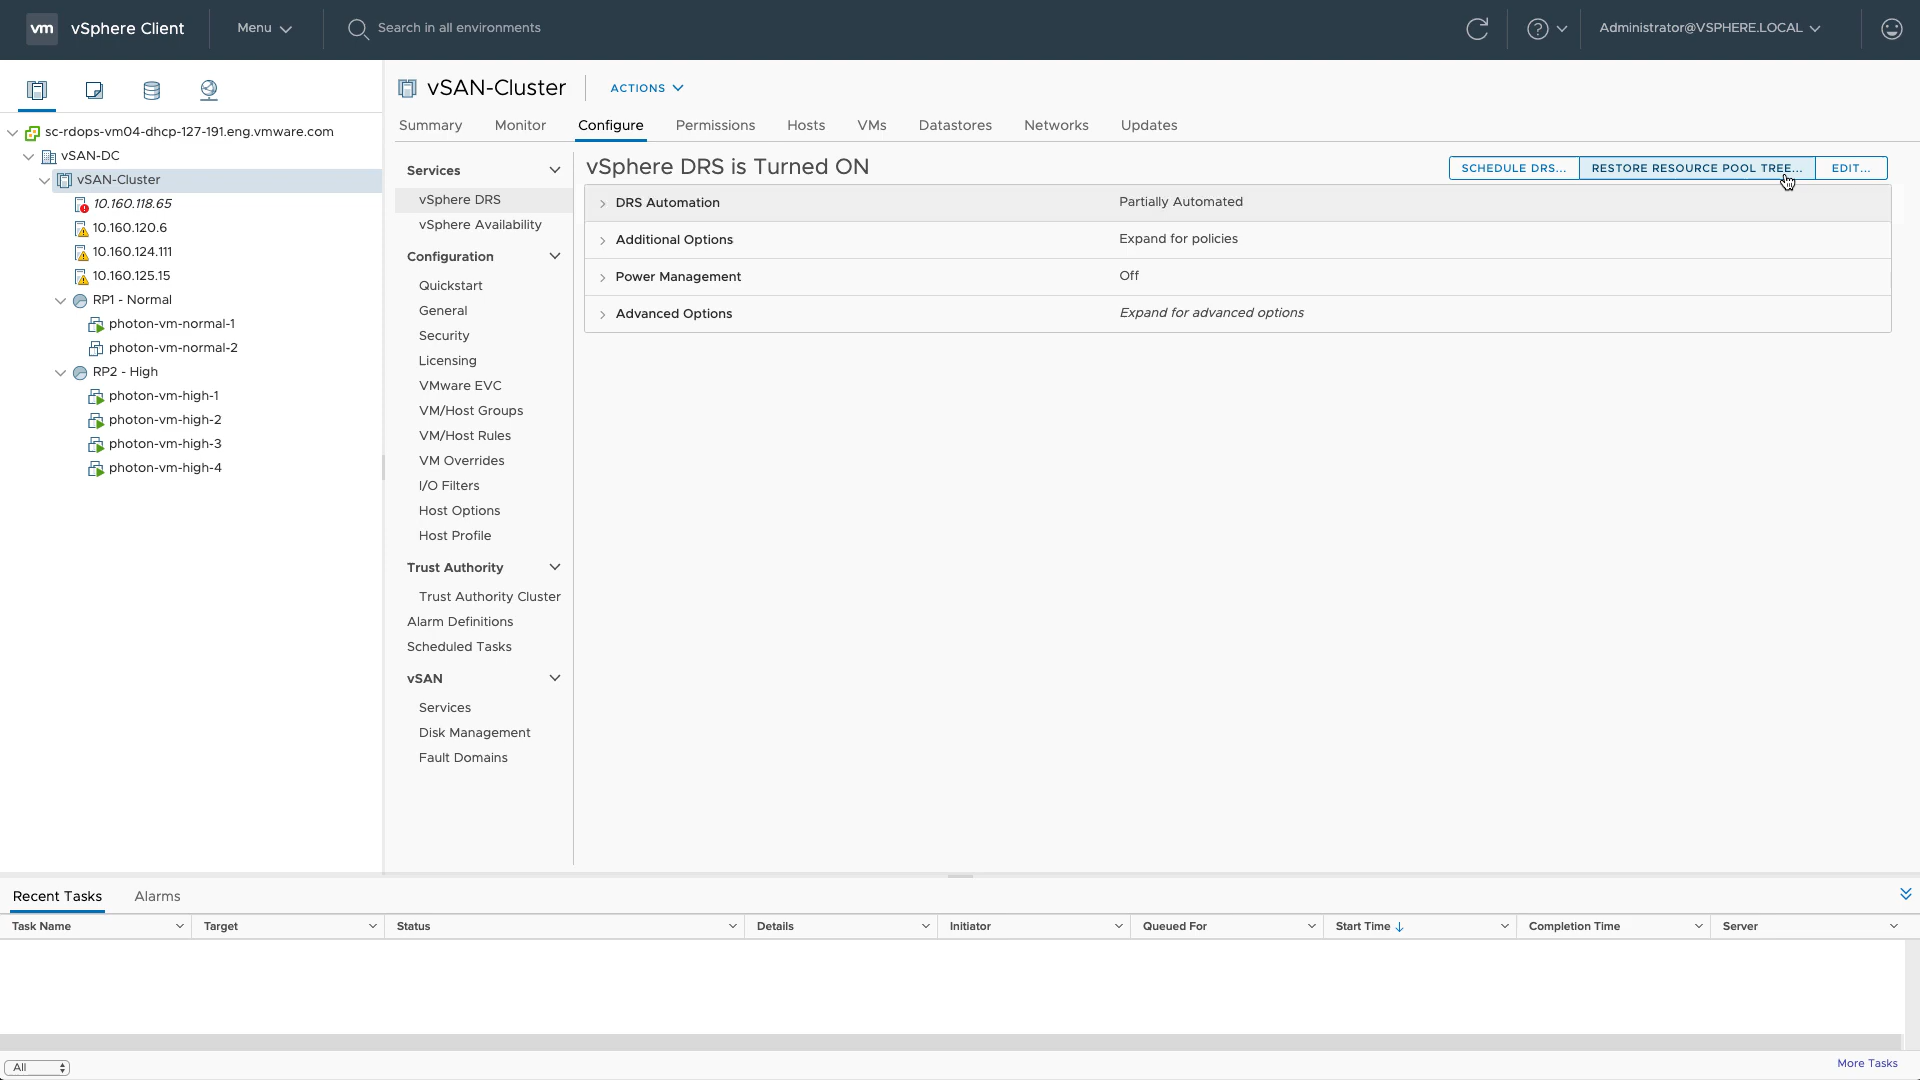 vm vSphere Client Menu Search in all environments Administrator@VSPHERE.LOCAL
sc-rdops-vm04-dhcp-127-191.eng.vmware.com
vSAN-DC
vSAN-Cluster
10.160.118.65
10.160.120.6
10.160.124.111
10.160.125.15
RP1 - Normal
photon-vm-normal-1
photon-vm-normal-2
RP2 - High
photon-vm-high-1
photon-vm-high-2
photon-vm-high-3
photon-vm-high-4
vSAN-Cluster ACTIONS
Summary Monitor Configure Permissions Hosts VMs Datastores Networks Updates
Services
vSphere DRS
vSphere Availability
Configuration
Quickstart
General
Security
Licensing
VMware EVC
VM/Host Groups
VM/Host Rules
VM Overrides
I/O Filters
Host Options
Host Profile
Trust Authority
Trust Authority Cluster
Alarm Definitions
Scheduled Tasks
vSAN
Services
Disk Management
Fault Domains
vSphere DRS is Turned ON SCHEDULE DRS... RESTORE RESOURCE POOL TREE... EDIT...
DRS Automation Partially Automated
Additional Options Expand for policies
Power Management Off
Advanced Options Expand for advanced options
Recent Tasks Alarms
Task Name Target Status Details Initiator Queued For Start Time Completion Time Server
All More Tasks